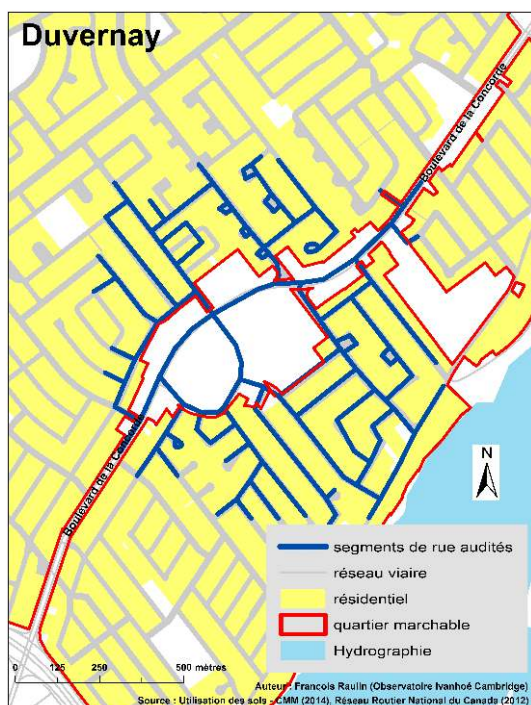 Duvernay
Boulevard de la Concorde
Boulevard de la Concorde
N
segments de rue audités
réseau viaire
résidentiel
quartier marchable
Hydrographie
0 125 250 500 mètres
Auteur : Francois Raulin (Observatoire Ivanhoé Cambridge)
Source : Utilisation des sols - CMM (2014), Réseau Routier National du Canada (2012)